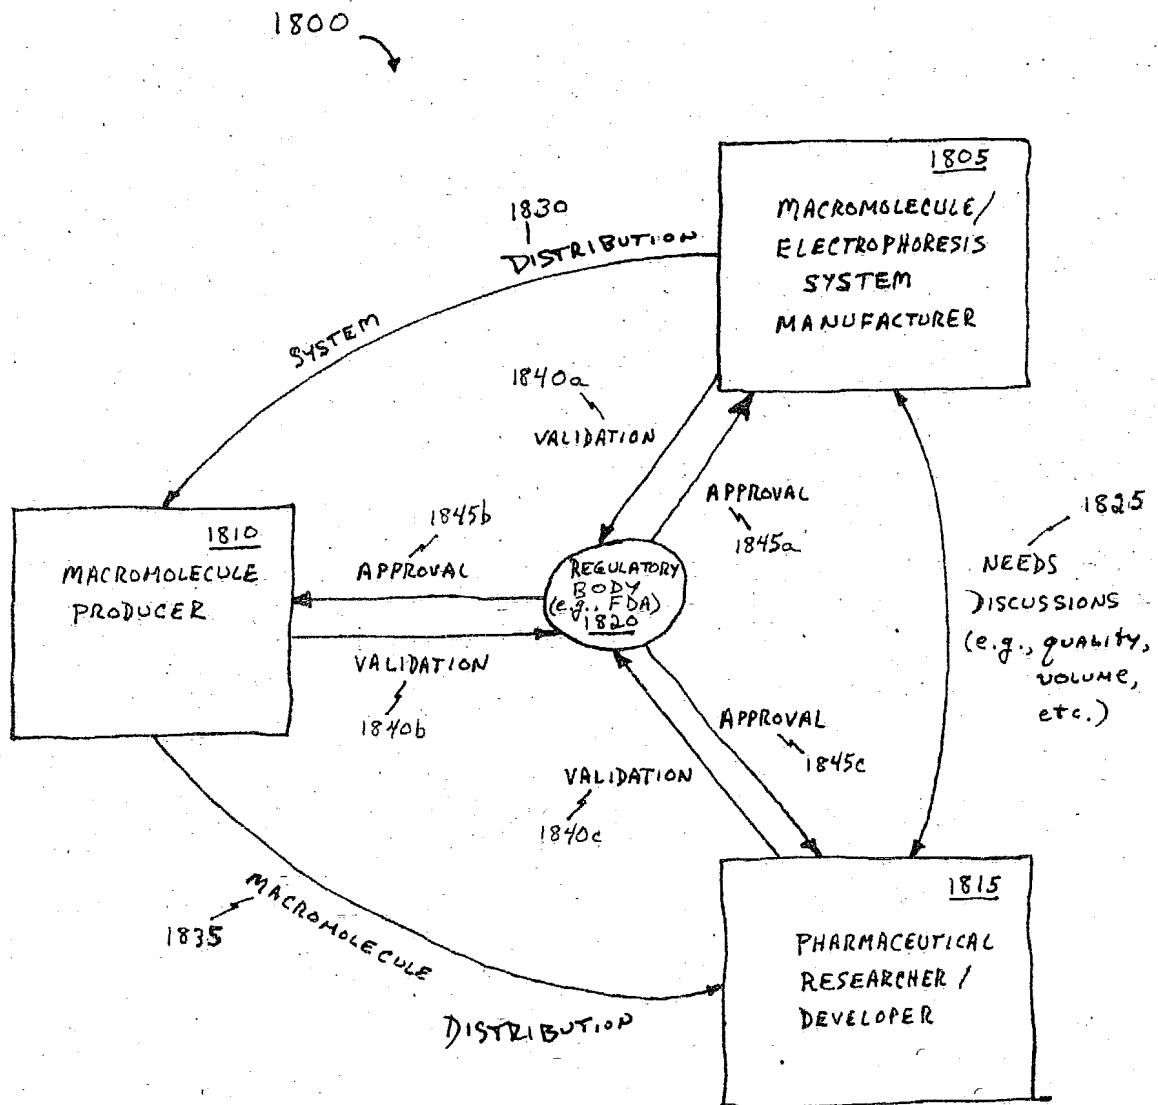 1800
1805
MACROMOLECULE/
ELECTROPHORESIS
SYSTEM
MANUFACTURER
1830
SYSTEM DISTRIBUTION
1840a
VALIDATION
APPROVAL
1845a
1825
NEEDS
DISCUSSIONS
(e.g., QUALITY,
VOLUME,
etc.)
1810
MACROMOLECULE
PRODUCER
1845b
APPROVAL
VALIDATION
1840b
REGULATORY
BODY
(e.g., FDA)
1820
APPROVAL
1845c
VALIDATION
1840c
1835
MACROMOLECULE
DISTRIBUTION
1815
PHARMACEUTICAL
RESEARCHER/
DEVELOPER